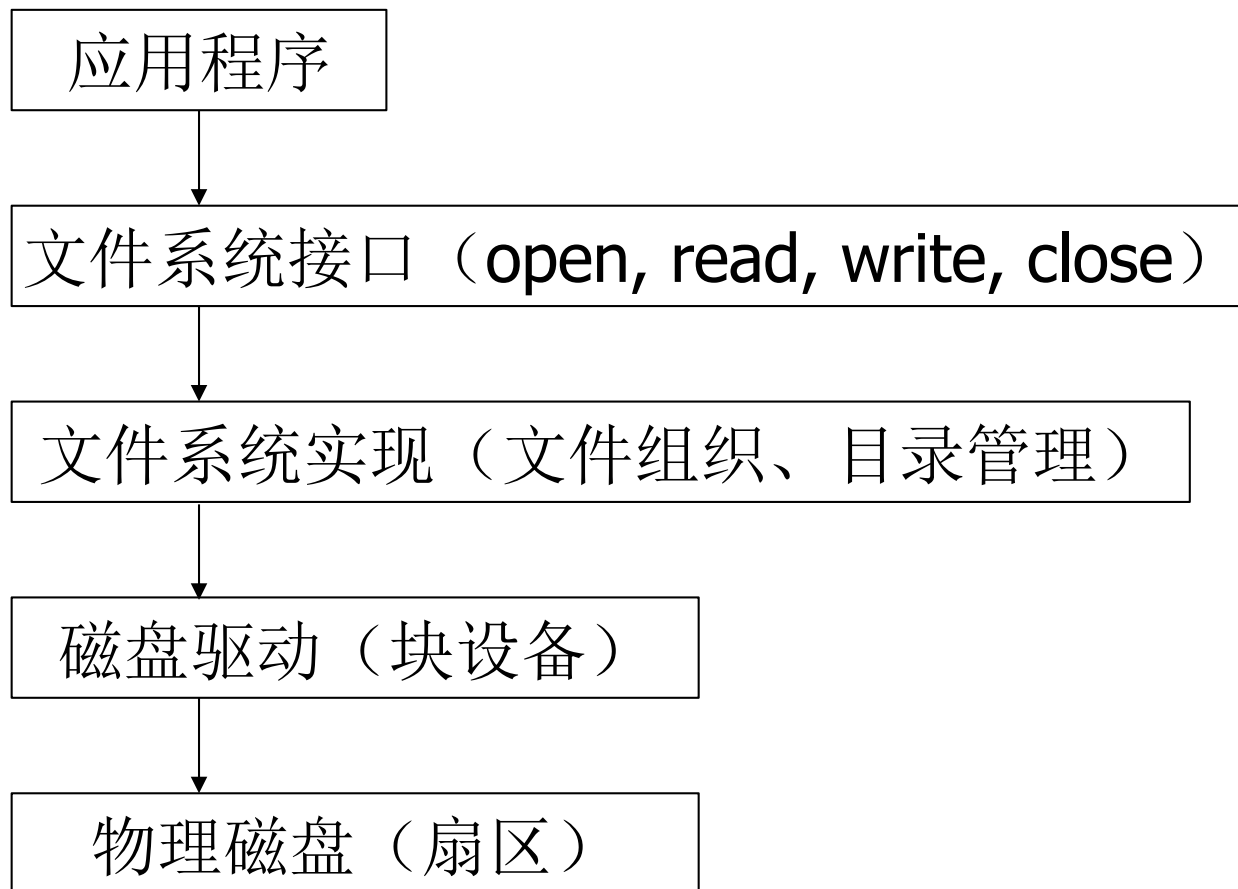 应用程序
文件系统接口（open, read, write, close）
文件系统实现（文件组织、目录管理）
磁盘驱动（块设备）
物理磁盘（扇区）